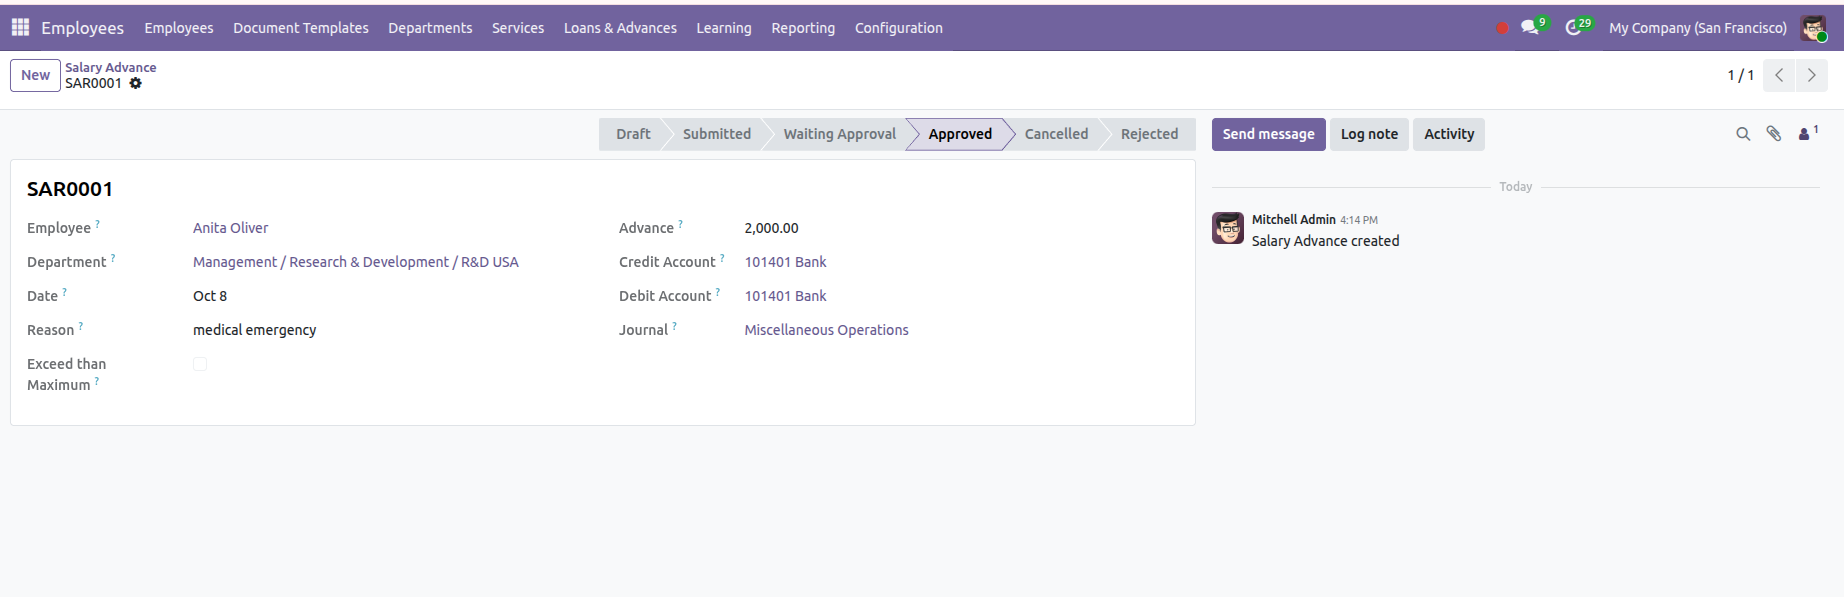 Employees Employees Document Templates Departments Services Loans & Advances Learning Reporting Configuration 9 29 My Company (San Francisco)
New Salary Advance
SAR0001
1 / 1
Draft Submitted Waiting Approval Approved Cancelled Rejected
Send message Log note Activity 1
SAR0001
Employee ? Anita Oliver
Department ? Management / Research & Development / R&D USA
Date ? Oct 8
Reason ? medical emergency
Exceed than
Maximum ?
Advance ? 2,000.00
Credit Account ? 101401 Bank
Debit Account ? 101401 Bank
Journal ? Miscellaneous Operations
Today
Mitchell Admin 4:14 PM
Salary Advance created